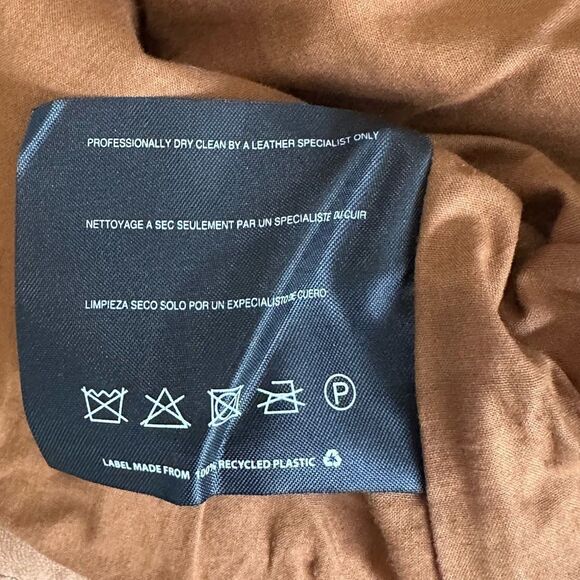 PROFESSIONALLY DRY CLEAN BY A LEATHER SPECIALIST ONLY
NETTOYAGE A SEC SEULEMENT PAR UN SPECIALISTE DU CUIR
LIMPIEZA SECO SOLO POR UN EXPECIALISTO DE CUERO
P
LABEL MADE FROM 100% RECYCLED PLASTIC